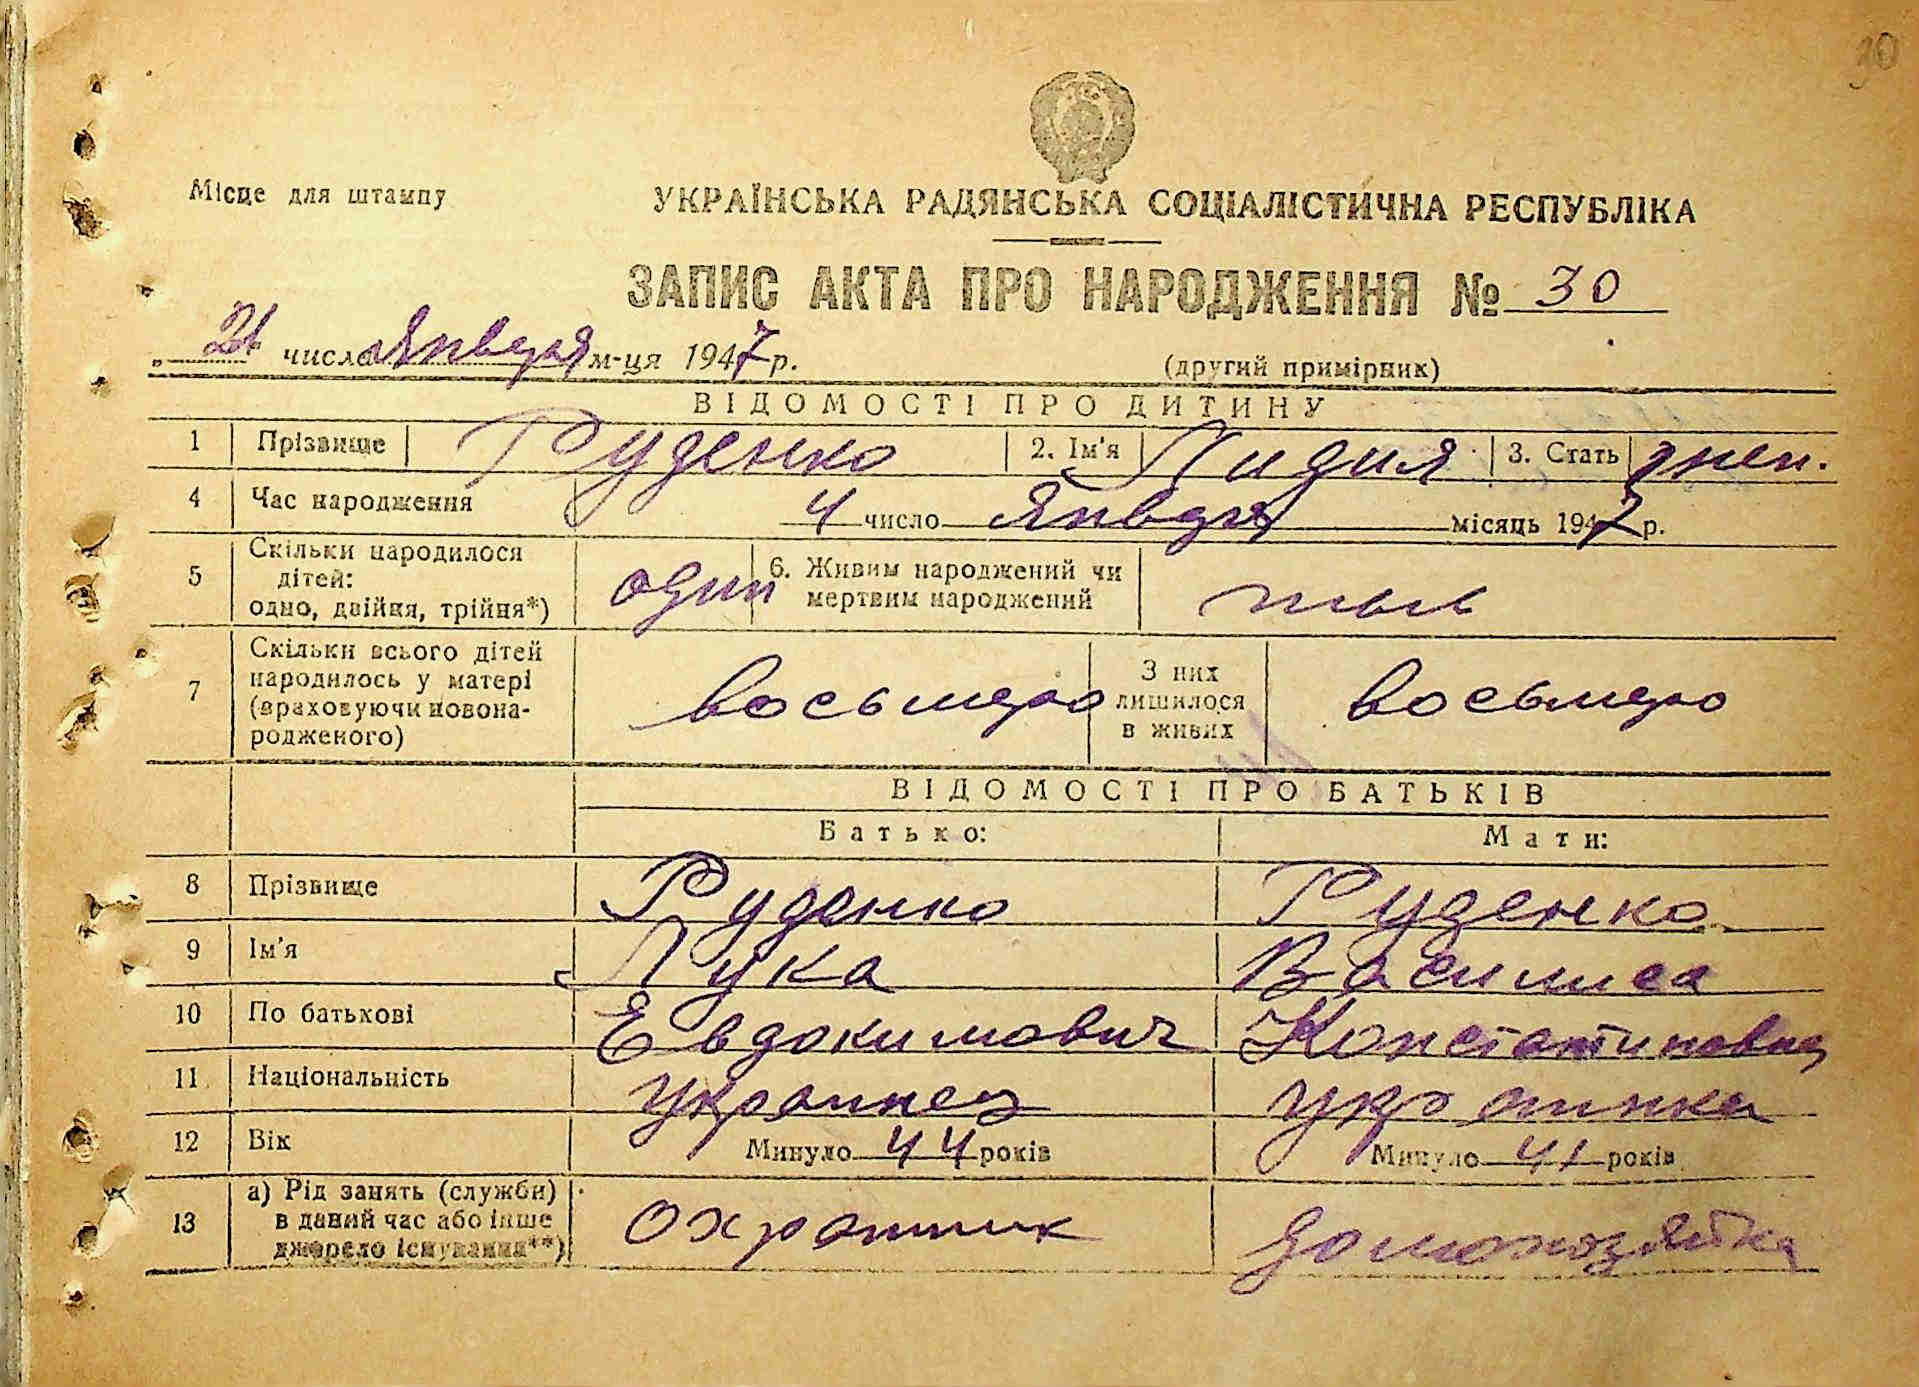 30
Місце для штампу
УКРАЇНСЬКА РАДЯНСЬКА СОЦІАЛІСТИЧНА РЕСПУБЛІКА
ЗАПИС АКТА ПРО НАРОДЖЕННЯ № 30
„ 21 числа Января м-ця 1947 р.
(другий примірник)
ВІДОМОСТІ ПРО ДИТИНУ
1 Прізвище Руденко 2. Ім'я Лидия 3. Стать жен.
4 Час народження 4 число Января місяць 1947 р.
5 Скільки народилося дітей: одно, двійня, трійня*) один 6. Живим народжений чи мертвим народжений
7 Скільки всього дітей народилось у матері (враховуючи новонародженого) восьмеро З них лишилося в живих восьмеро
ВІДОМОСТІ ПРО БАТЬКІВ
Батько: Мати:
8 Прізвище Руденко Руденко
9 Ім'я Лука Василиса
10 По батькові Евдокимович Константиновна
11 Національність украинец украинка
12 Вік Минуло 44 років Минуло 41 років
13 а) Рід занять (служби) в даний час або інше джерело існування**) охранник домохозяйка